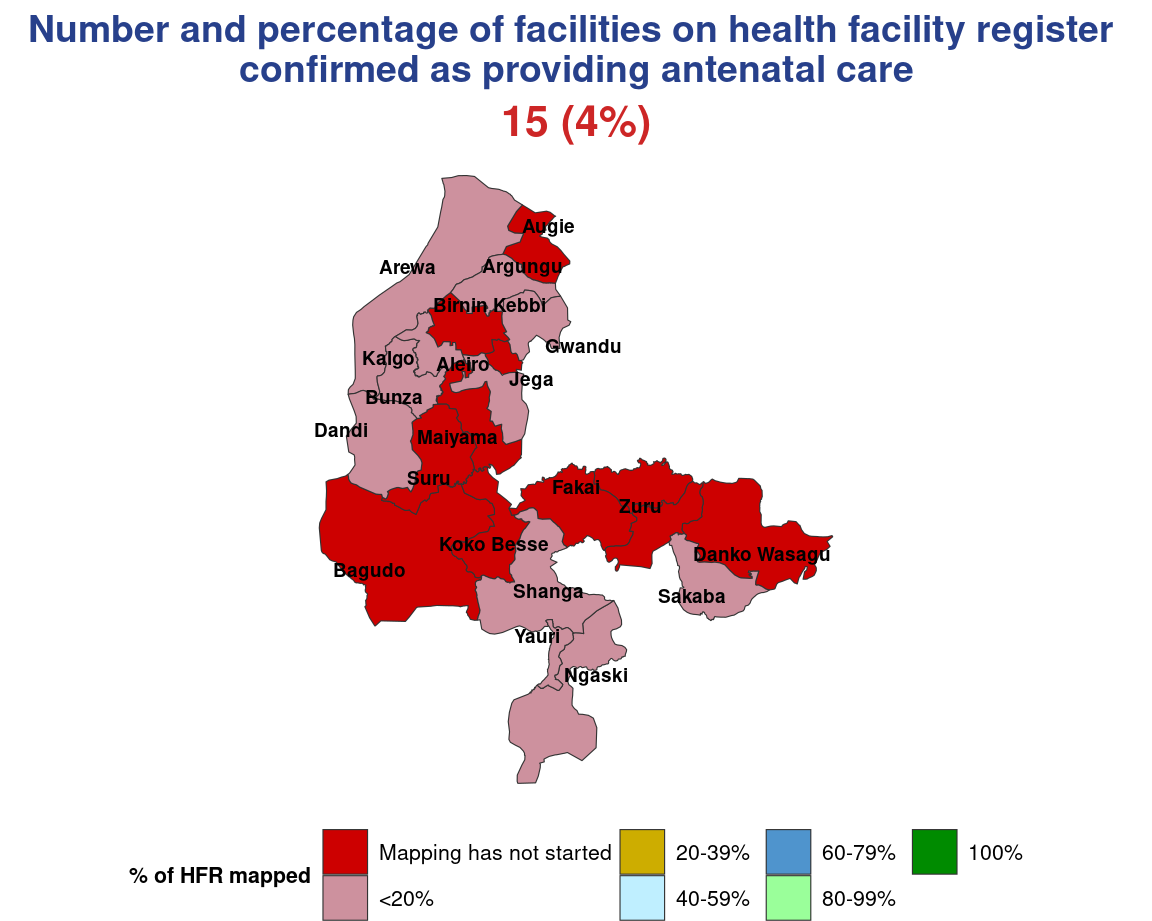 Number and percentage of facilities on health facility register
confirmed as providing antenatal care
15 (4%)
Augie
Arewa
Argungu
Birnin Kebbi
Gwandu
Kalgo
Aleiro
Jega
Bunza
Dandi
Maiyama
Suru
Fakai
Zuru
Koko Besse
Danko Wasagu
Bagudo
Shanga
Sakaba
Yauri
Ngaski
% of HFR mapped
Mapping has not started
<20%
20-39%
40-59%
60-79%
80-99%
100%